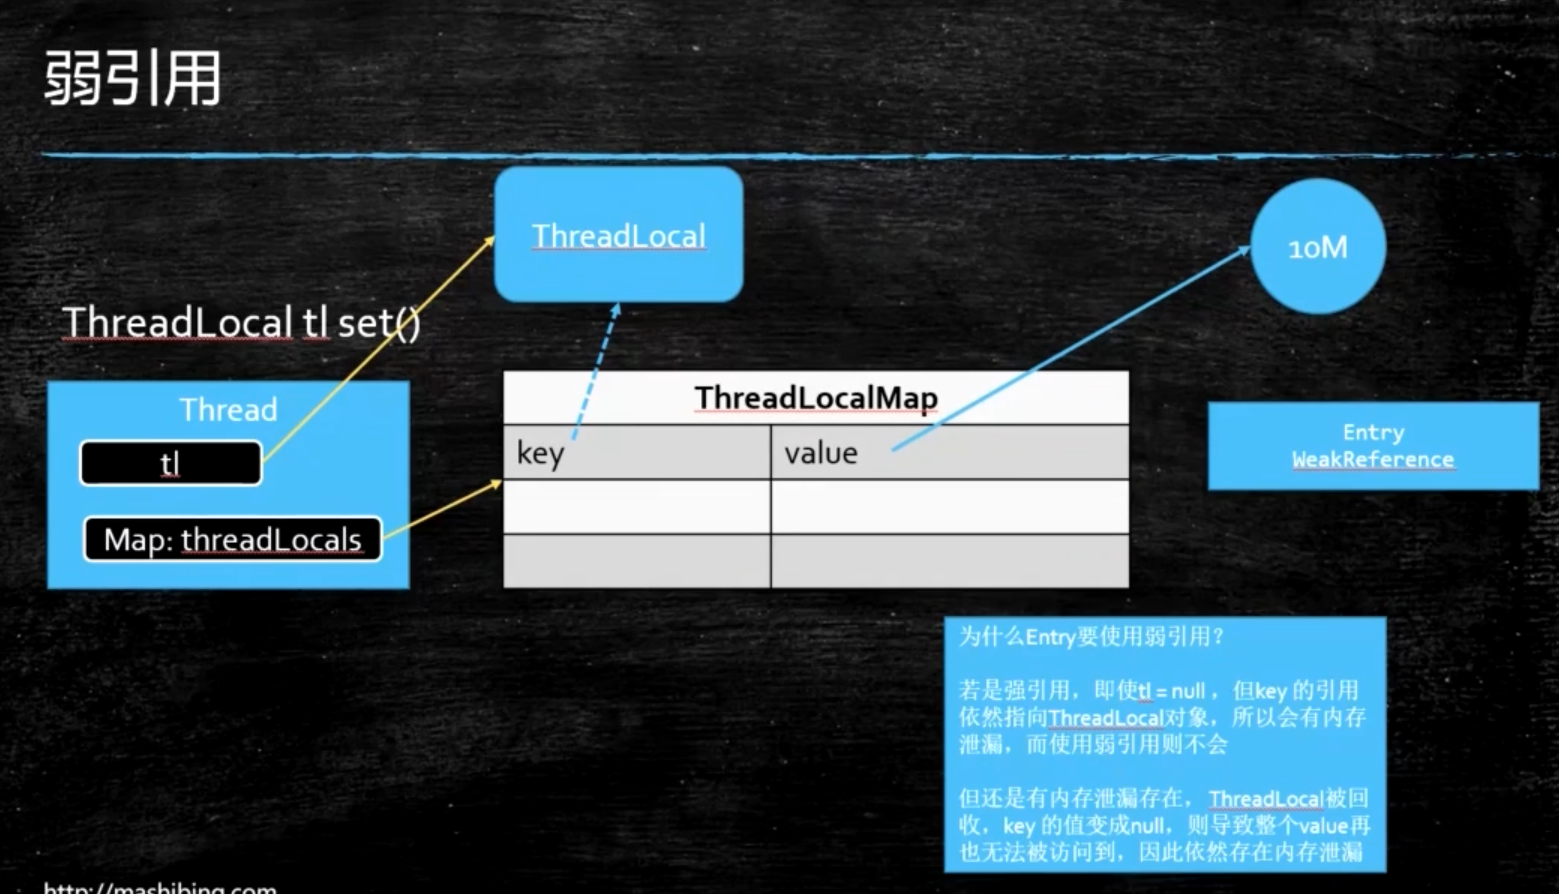 弱引用
ThreadLocal
10M
ThreadLocal tl set()
Thread
tl
Map: threadLocals
ThreadLocalMap
key
value
Entry
WeakReference
为什么Entry要使用弱引用?
若是强引用，即使tl = null ，但key 的引用
依然指向ThreadLocal对象，所以会有内存
泄漏，而使用弱引用则不会
但还是有内存泄漏存在， ThreadLocal被回
收，key 的值变成null，则导致整个value再
也无法被访问到，因此依然存在内存泄漏
http://mashibing.com